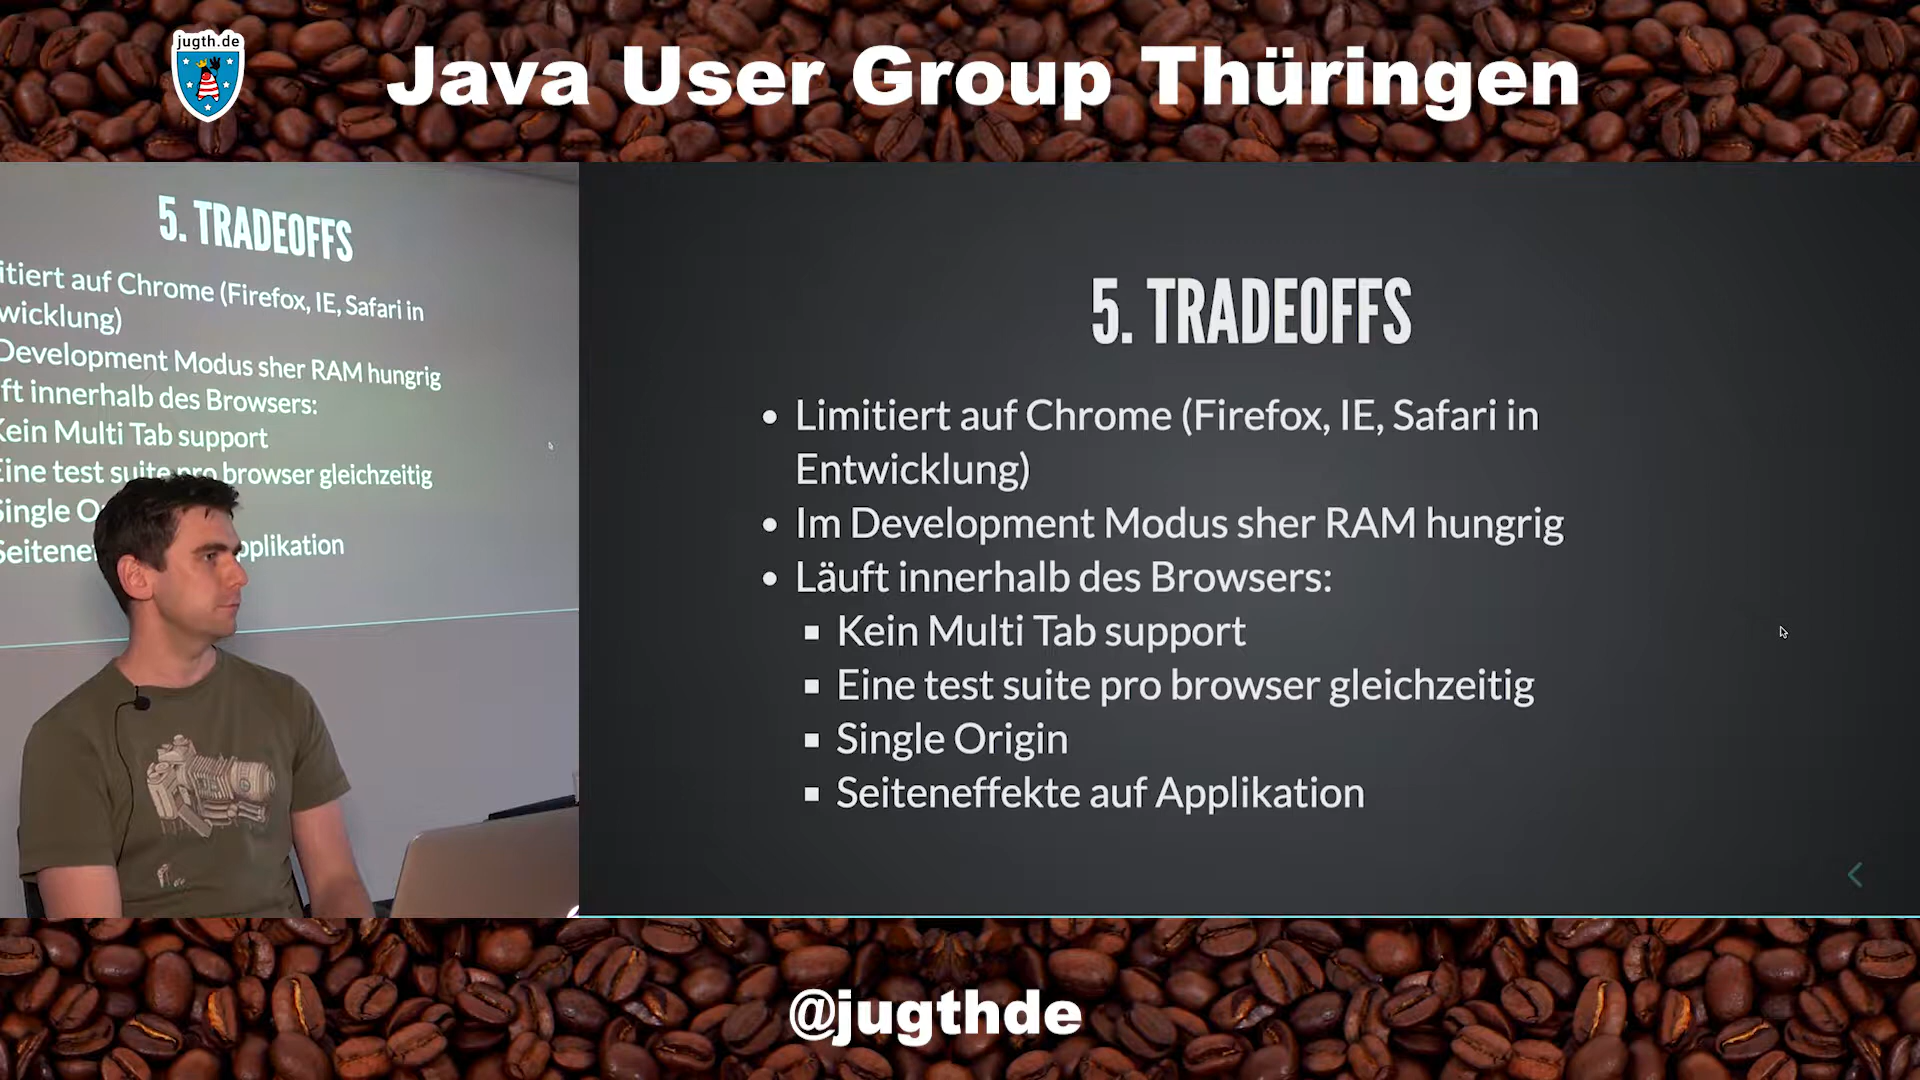 jugth.de
Java User Group Thüringen
5. TRADEOFFS
itiert auf Chrome (Firefox, IE, Safari in
wicklung)
Development Modus sher RAM hungrig
ft innerhalb des Browsers:
Kein Multi Tab support
Eine test suite pro browser gleichzeitig
Single O
Seitene pplikation
5. TRADEOFFS
• Limitiert auf Chrome (Firefox, IE, Safari in
Entwicklung)
• Im Development Modus sher RAM hungrig
• Läuft innerhalb des Browsers:
▪ Kein Multi Tab support
▪ Eine test suite pro browser gleichzeitig
▪ Single Origin
▪ Seiteneffekte auf Applikation
@jugthde